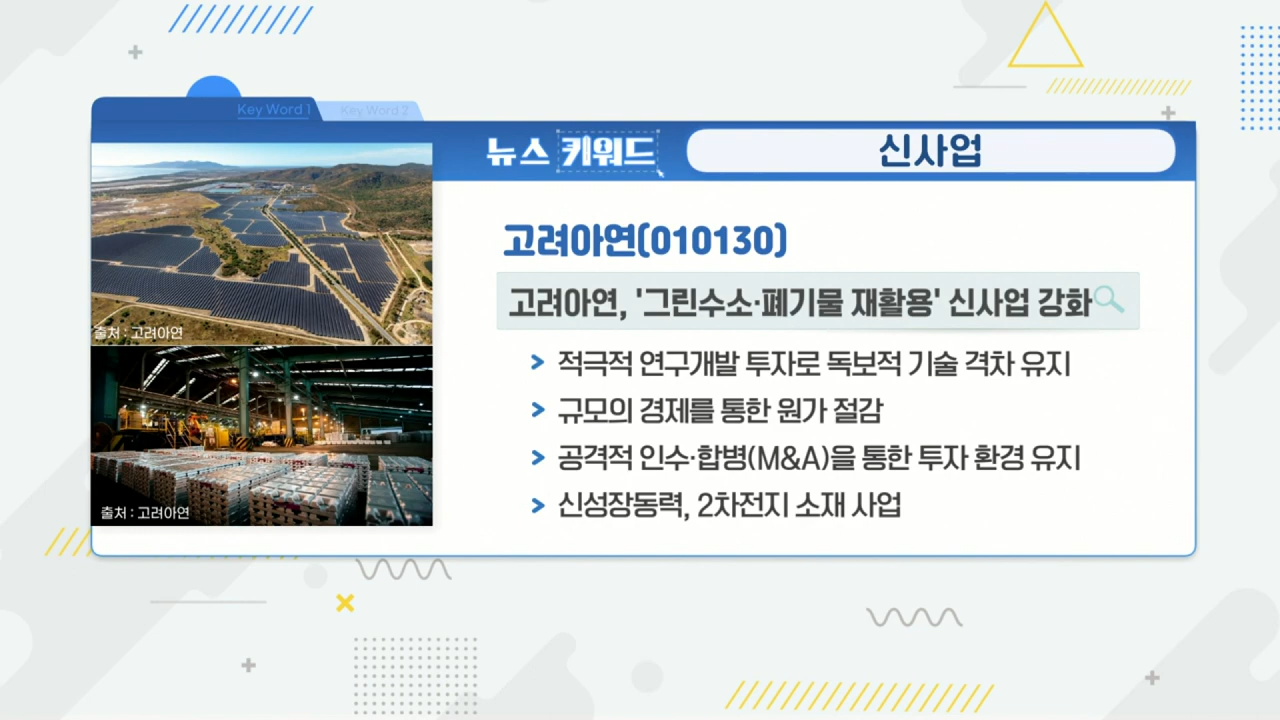 Key Word 1
Key Word 2
뉴스 키워드
신사업
고려아연(010130)
고려아연, '그린수소·폐기물 재활용' 신사업 강화
적극적 연구개발 투자로 독보적 기술 격차 유지
규모의 경제를 통한 원가 절감
공격적 인수·합병(M&A)을 통한 투자 환경 유지
신성장동력, 2차전지 소재 사업
출처 : 고려아연
출처 : 고려아연